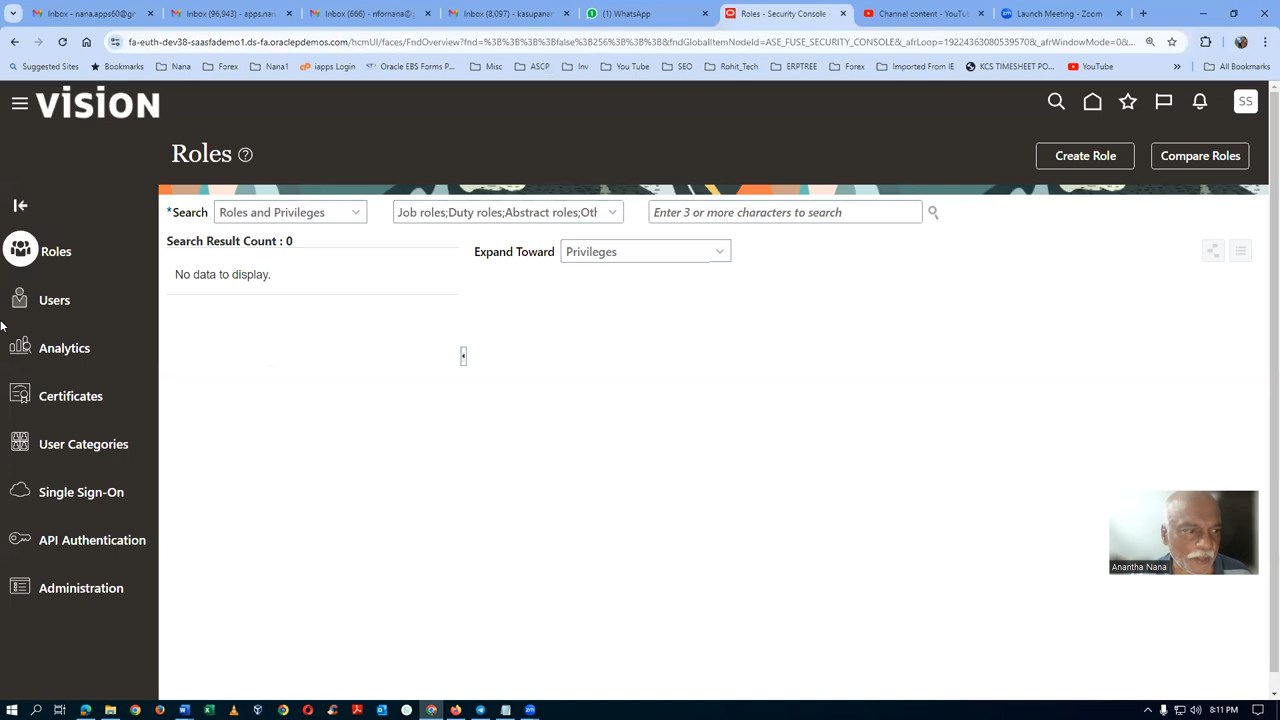 Inbox - nana.apps60@gr
Inbox (96,943) - apps.nan
Inbox (666) - nfornana@g
Inbox (8,097) - kasupanan
(1) WhatsApp
Roles - Security Console -
Channel content - YouTu
Launch Meeting - Zoom
fa-euth-dev38-saasfademo1.ds-fa.oraclepdemos.com/hcmUI/faces/FndOverview?fnd=%3B%3B%3B%3Bfalse%3B256%3B%3B%3B&fndGlobalItemNodeId=ASE_FUSE_SECURITY_CONSOLE&_afrLoop=19224363080539570&_afrWindowMode=0&...
Suggested Sites
Bookmarks
Nana
Forex
Nana1
iapps Login
Oracle EBS Forms P...
Misc
ASCP
Inv
You Tube
SEO
Rohit_Tech
ERPTREE
Forex
Imported From IE
KCS TIMESHEET PO...
YouTube
All Bookmarks
VISION
SS
Roles
Create Role
Compare Roles
*Search
Roles and Privileges
Job roles;Duty roles;Abstract roles;Oth
Enter 3 or more characters to search
Search Result Count : 0
Expand Toward
Privileges
No data to display.
Roles
Users
Analytics
Certificates
User Categories
Single Sign-On
API Authentication
Administration
Anantha Nana
8:11 PM